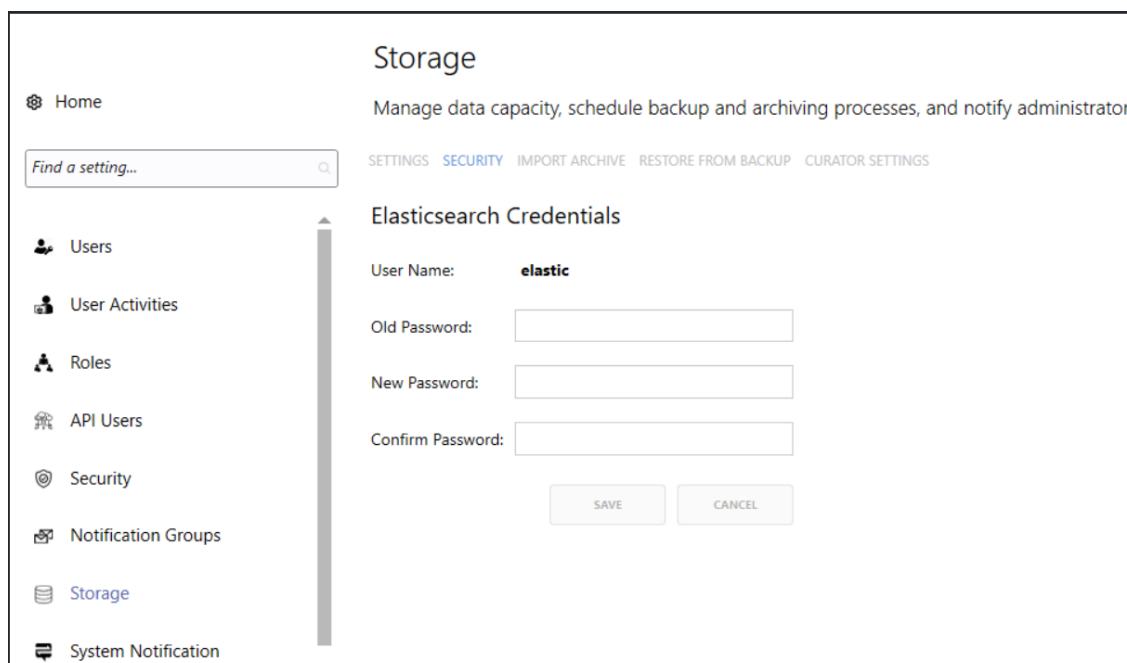 Storage
Home
Manage data capacity, schedule backup and archiving processes, and notify administrator
Find a setting...
SETTINGS SECURITY IMPORT ARCHIVE RESTORE FROM BACKUP CURATOR SETTINGS
Elasticsearch Credentials
Users
User Name: elastic
User Activities
Old Password:
Roles
New Password:
API Users
Confirm Password:
Security
SAVE CANCEL
Notification Groups
Storage
System Notification